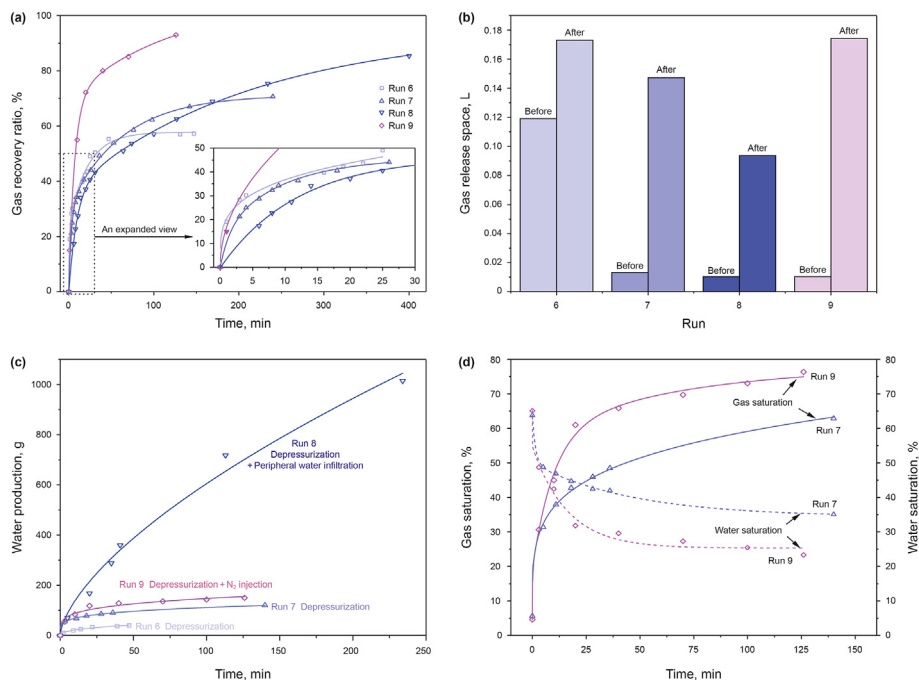 (a)
Gas recovery ratio, %
100
80
60
40
20
0
Run 6
Run 7
Run 8
Run 9
An expanded view
50
40
30
20
10
0
0 5 10 15 20 25 30
0 100 200 300 400
Time, min
(b)
Gas release space, L
0.18
0.16
0.14
0.12
0.10
0.08
0.06
0.04
0.02
0
Before
After
Before
After
Before
After
Before
After
6 7 8 9
Run
(c)
Water production, g
1000
800
600
400
200
0
Run 8
Depressurization
+ Peripheral water infiltration
Run 9 Depressurization + N₂ injection
Run 7 Depressurization
Run 6 Depressurization
0 50 100 150 200 250
Time, min
(d)
Gas saturation, %
80
70
60
50
40
30
20
10
0
Run 9
Gas saturation
Run 7
Run 7
Water saturation
Run 9
80
70
60
50
40
30
20
10
0
Water saturation, %
0 25 50 75 100 125 150
Time, min